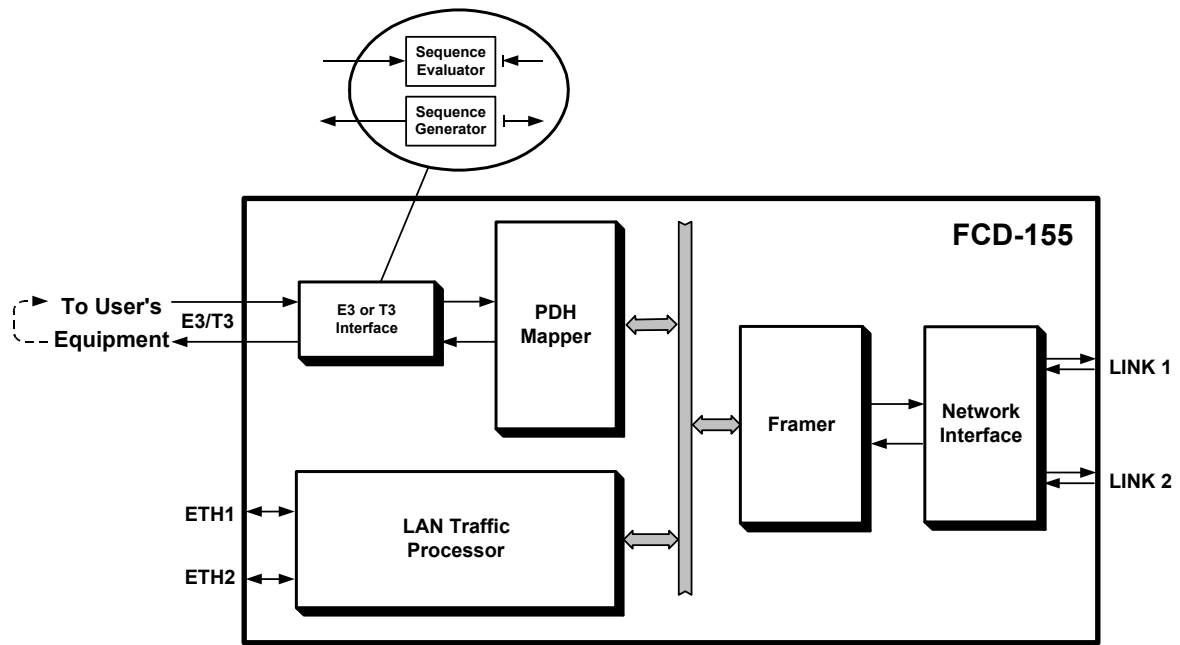 Sequence
Evaluator
Sequence
Generator
FCD-155
To User's
Equipment
E3/T3
E3 or T3
Interface
PDH
Mapper
Framer
Network
Interface
LINK 1
LINK 2
ETH1
ETH2
LAN Traffic
Processor